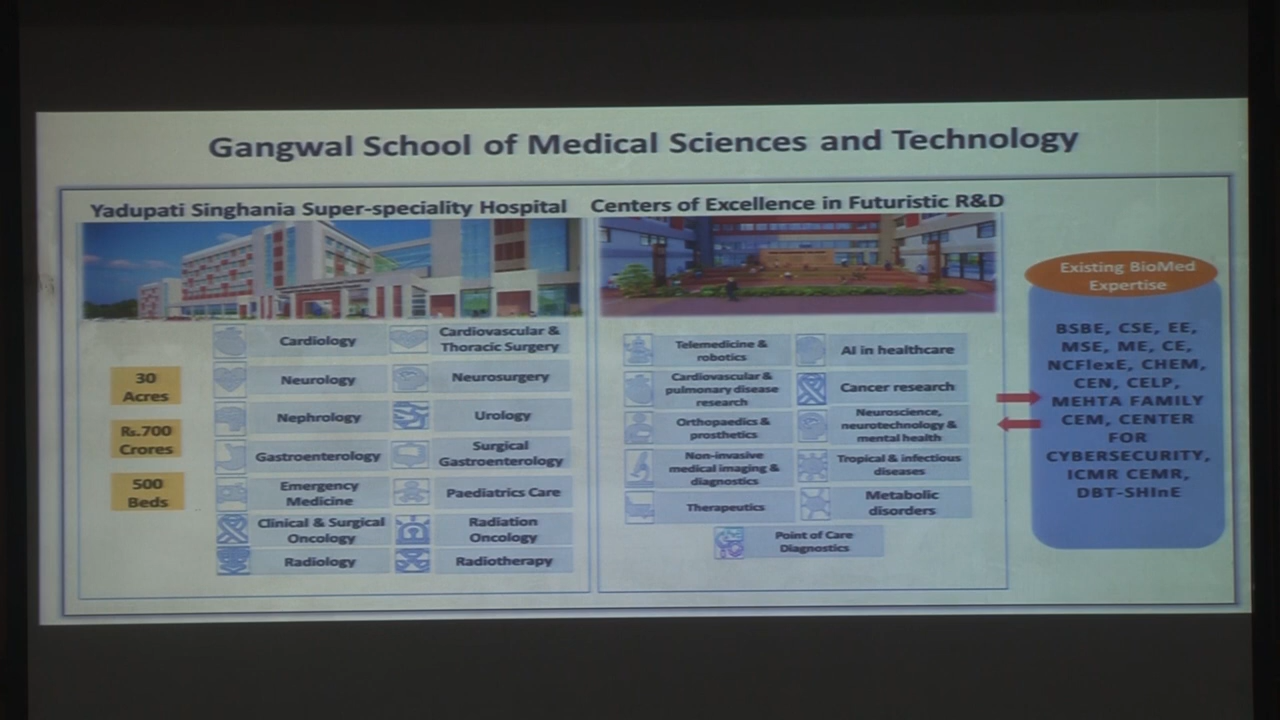 Gangwal School of Medical Sciences and Technology
Yadupati Singhania Super-speciality Hospital
30
Acres
Rs.700
Crores
500
Beds
Cardiology
Cardiovascular &
Thoracic Surgery
Neurology
Neurosurgery
Nephrology
Urology
Gastroenterology
Surgical
Gastroenterology
Emergency
Medicine
Paediatrics Care
Clinical & Surgical
Oncology
Radiation
Oncology
Radiology
Radiotherapy
Centers of Excellence in Futuristic R&D
Telemedicine &
robotics
AI in healthcare
Cardiovascular &
pulmonary disease
research
Cancer research
Orthopaedics &
prosthetics
Neuroscience,
neurotechnology &
mental health
Non-invasive
medical imaging &
diagnostics
Tropical & infectious
diseases
Therapeutics
Metabolic
disorders
Point of Care
Diagnostics
Existing BioMed
Expertise
BSBE, CSE, EE,
MSE, ME, CE,
NCFlexE, CHEM,
CEN, CELP,
MEHTA FAMILY
CEM, CENTER
FOR
CYBERSECURITY,
ICMR CEMR,
DBT-SHInE